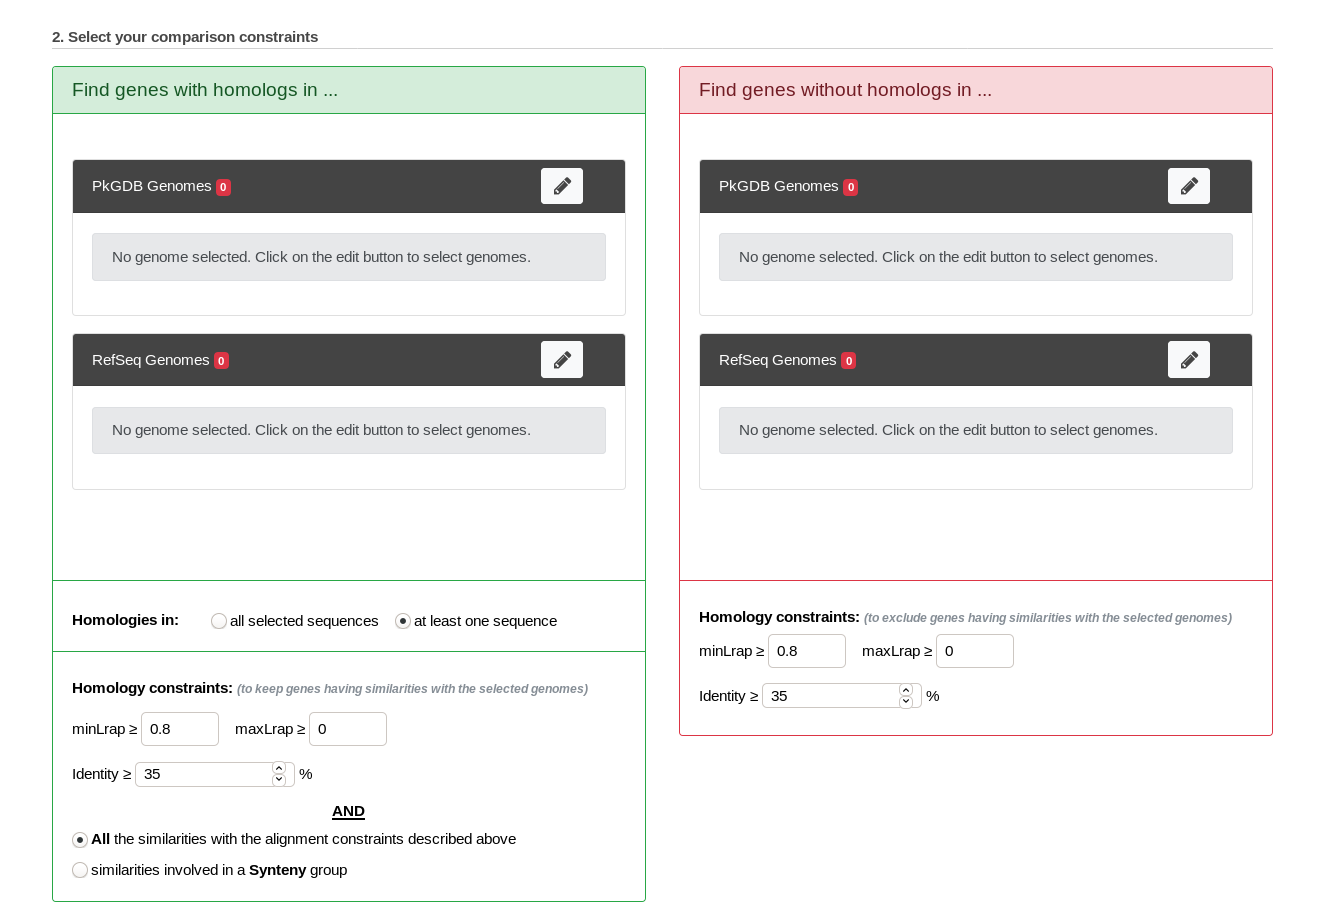 2. Select your comparison constraints
Find genes with homologs in ...
PkGDB Genomes 0
No genome selected. Click on the edit button to select genomes.
RefSeq Genomes 0
No genome selected. Click on the edit button to select genomes.
Homologies in: all selected sequences at least one sequence
Homology constraints: (to keep genes having similarities with the selected genomes)
minLrap ≥ 0.8 maxLrap ≥ 0
Identity ≥ 35 %
AND
All the similarities with the alignment constraints described above
similarities involved in a Synteny group
Find genes without homologs in ...
PkGDB Genomes 0
No genome selected. Click on the edit button to select genomes.
RefSeq Genomes 0
No genome selected. Click on the edit button to select genomes.
Homology constraints: (to exclude genes having similarities with the selected genomes)
minLrap ≥ 0.8 maxLrap ≥ 0
Identity ≥ 35 %